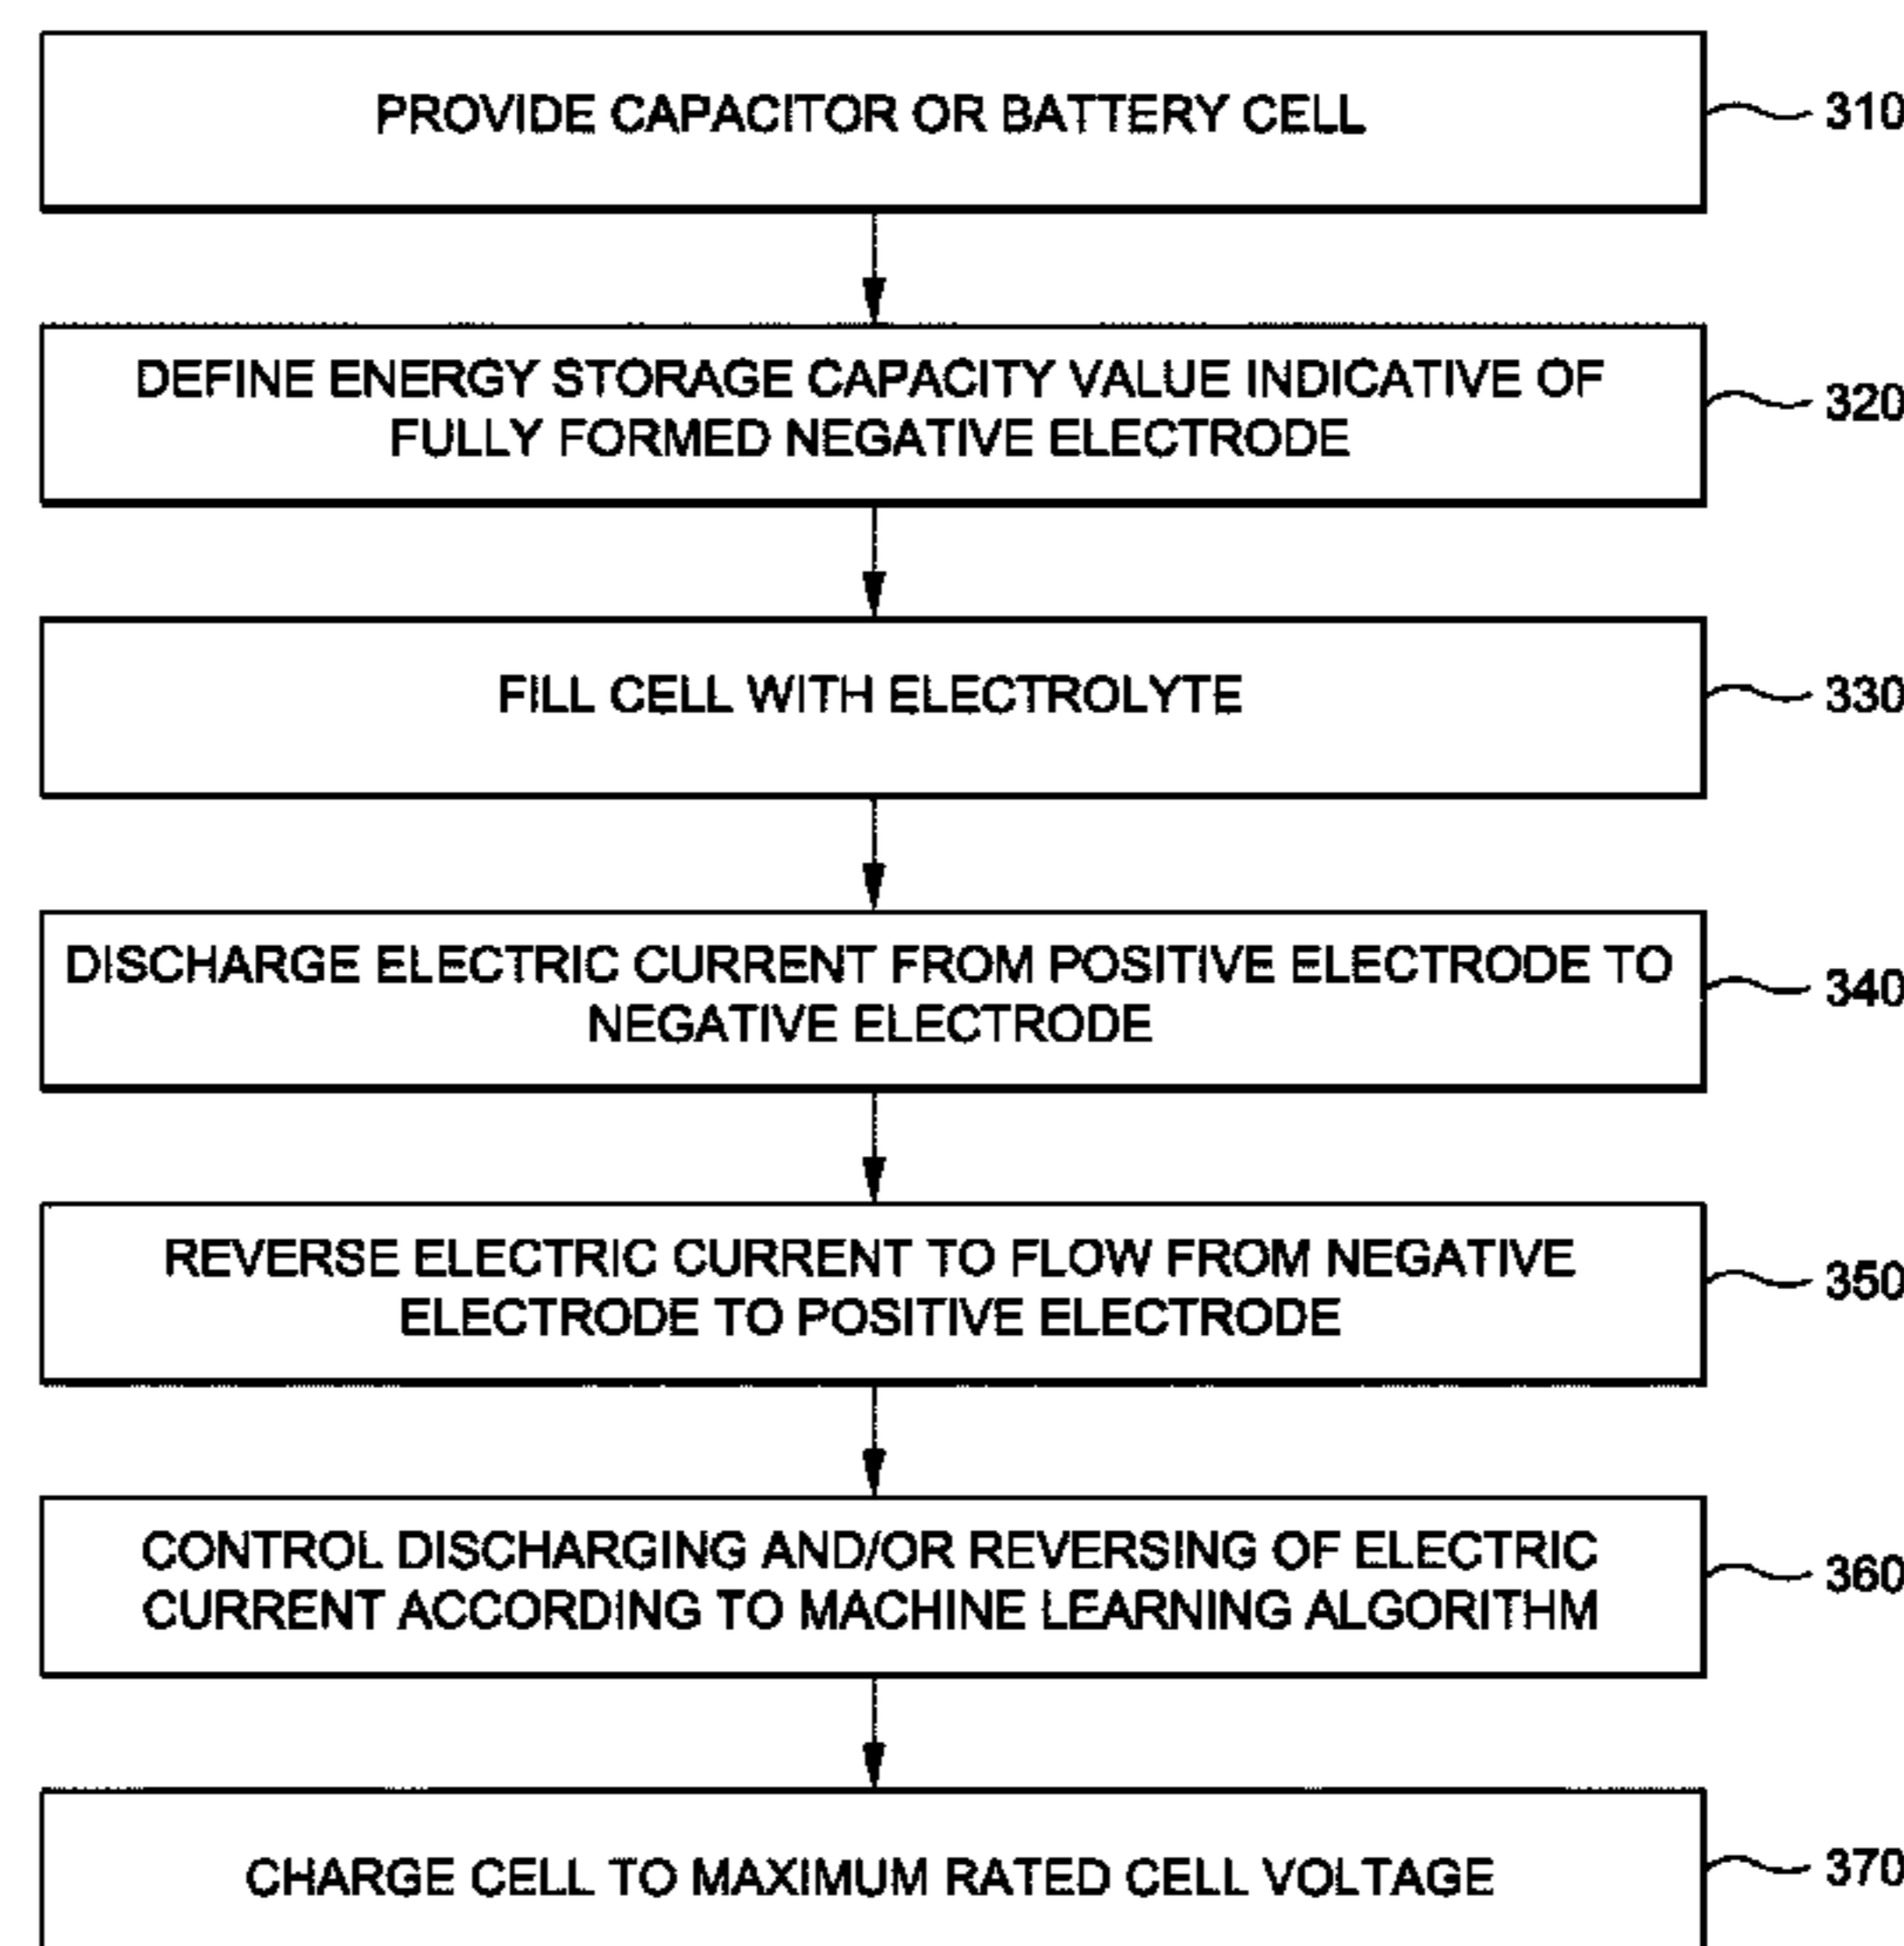 PROVIDE CAPACITOR OR BATTERY CELL
310
DEFINE ENERGY STORAGE CAPACITY VALUE INDICATIVE OF
FULLY FORMED NEGATIVE ELECTRODE
320
FILL CELL WITH ELECTROLYTE
330
DISCHARGE ELECTRIC CURRENT FROM POSITIVE ELECTRODE TO
NEGATIVE ELECTRODE
340
REVERSE ELECTRIC CURRENT TO FLOW FROM NEGATIVE
ELECTRODE TO POSITIVE ELECTRODE
350
CONTROL DISCHARGING AND/OR REVERSING OF ELECTRIC
CURRENT ACCORDING TO MACHINE LEARNING ALGORITHM
360
CHARGE CELL TO MAXIMUM RATED CELL VOLTAGE
370